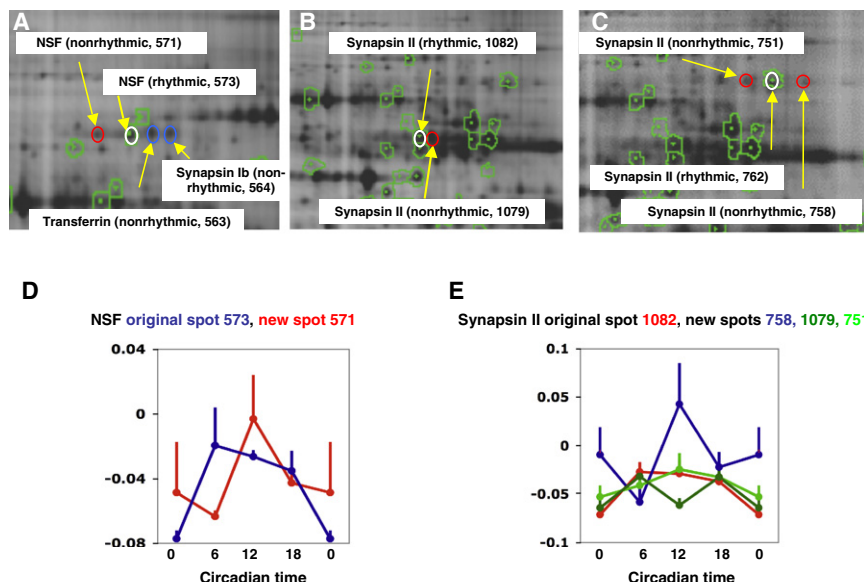 A
NSF (nonrhythmic, 571)
NSF (rhythmic, 573)
Synapsin Ib (non-
rhythmic, 564)
Transferrin (nonrhythmic, 563)
B
Synapsin II
(rhythmic, 1082)
Synapsin II (nonrhythmic, 1079)
C
Synapsin II
(nonrhythmic, 751)
Synapsin II (rhythmic, 762)
Synapsin II (nonrhythmic, 758)
D
NSF original spot 573, new spot 571
0.04
0
-0.04
-0.08
0 6 12 18 0
Circadian time
E
Synapsin II original spot 1082, new spots 758, 1079, 751
0.1
0.05
0
-0.05
-0.1
0 6 12 18 0
Circadian time